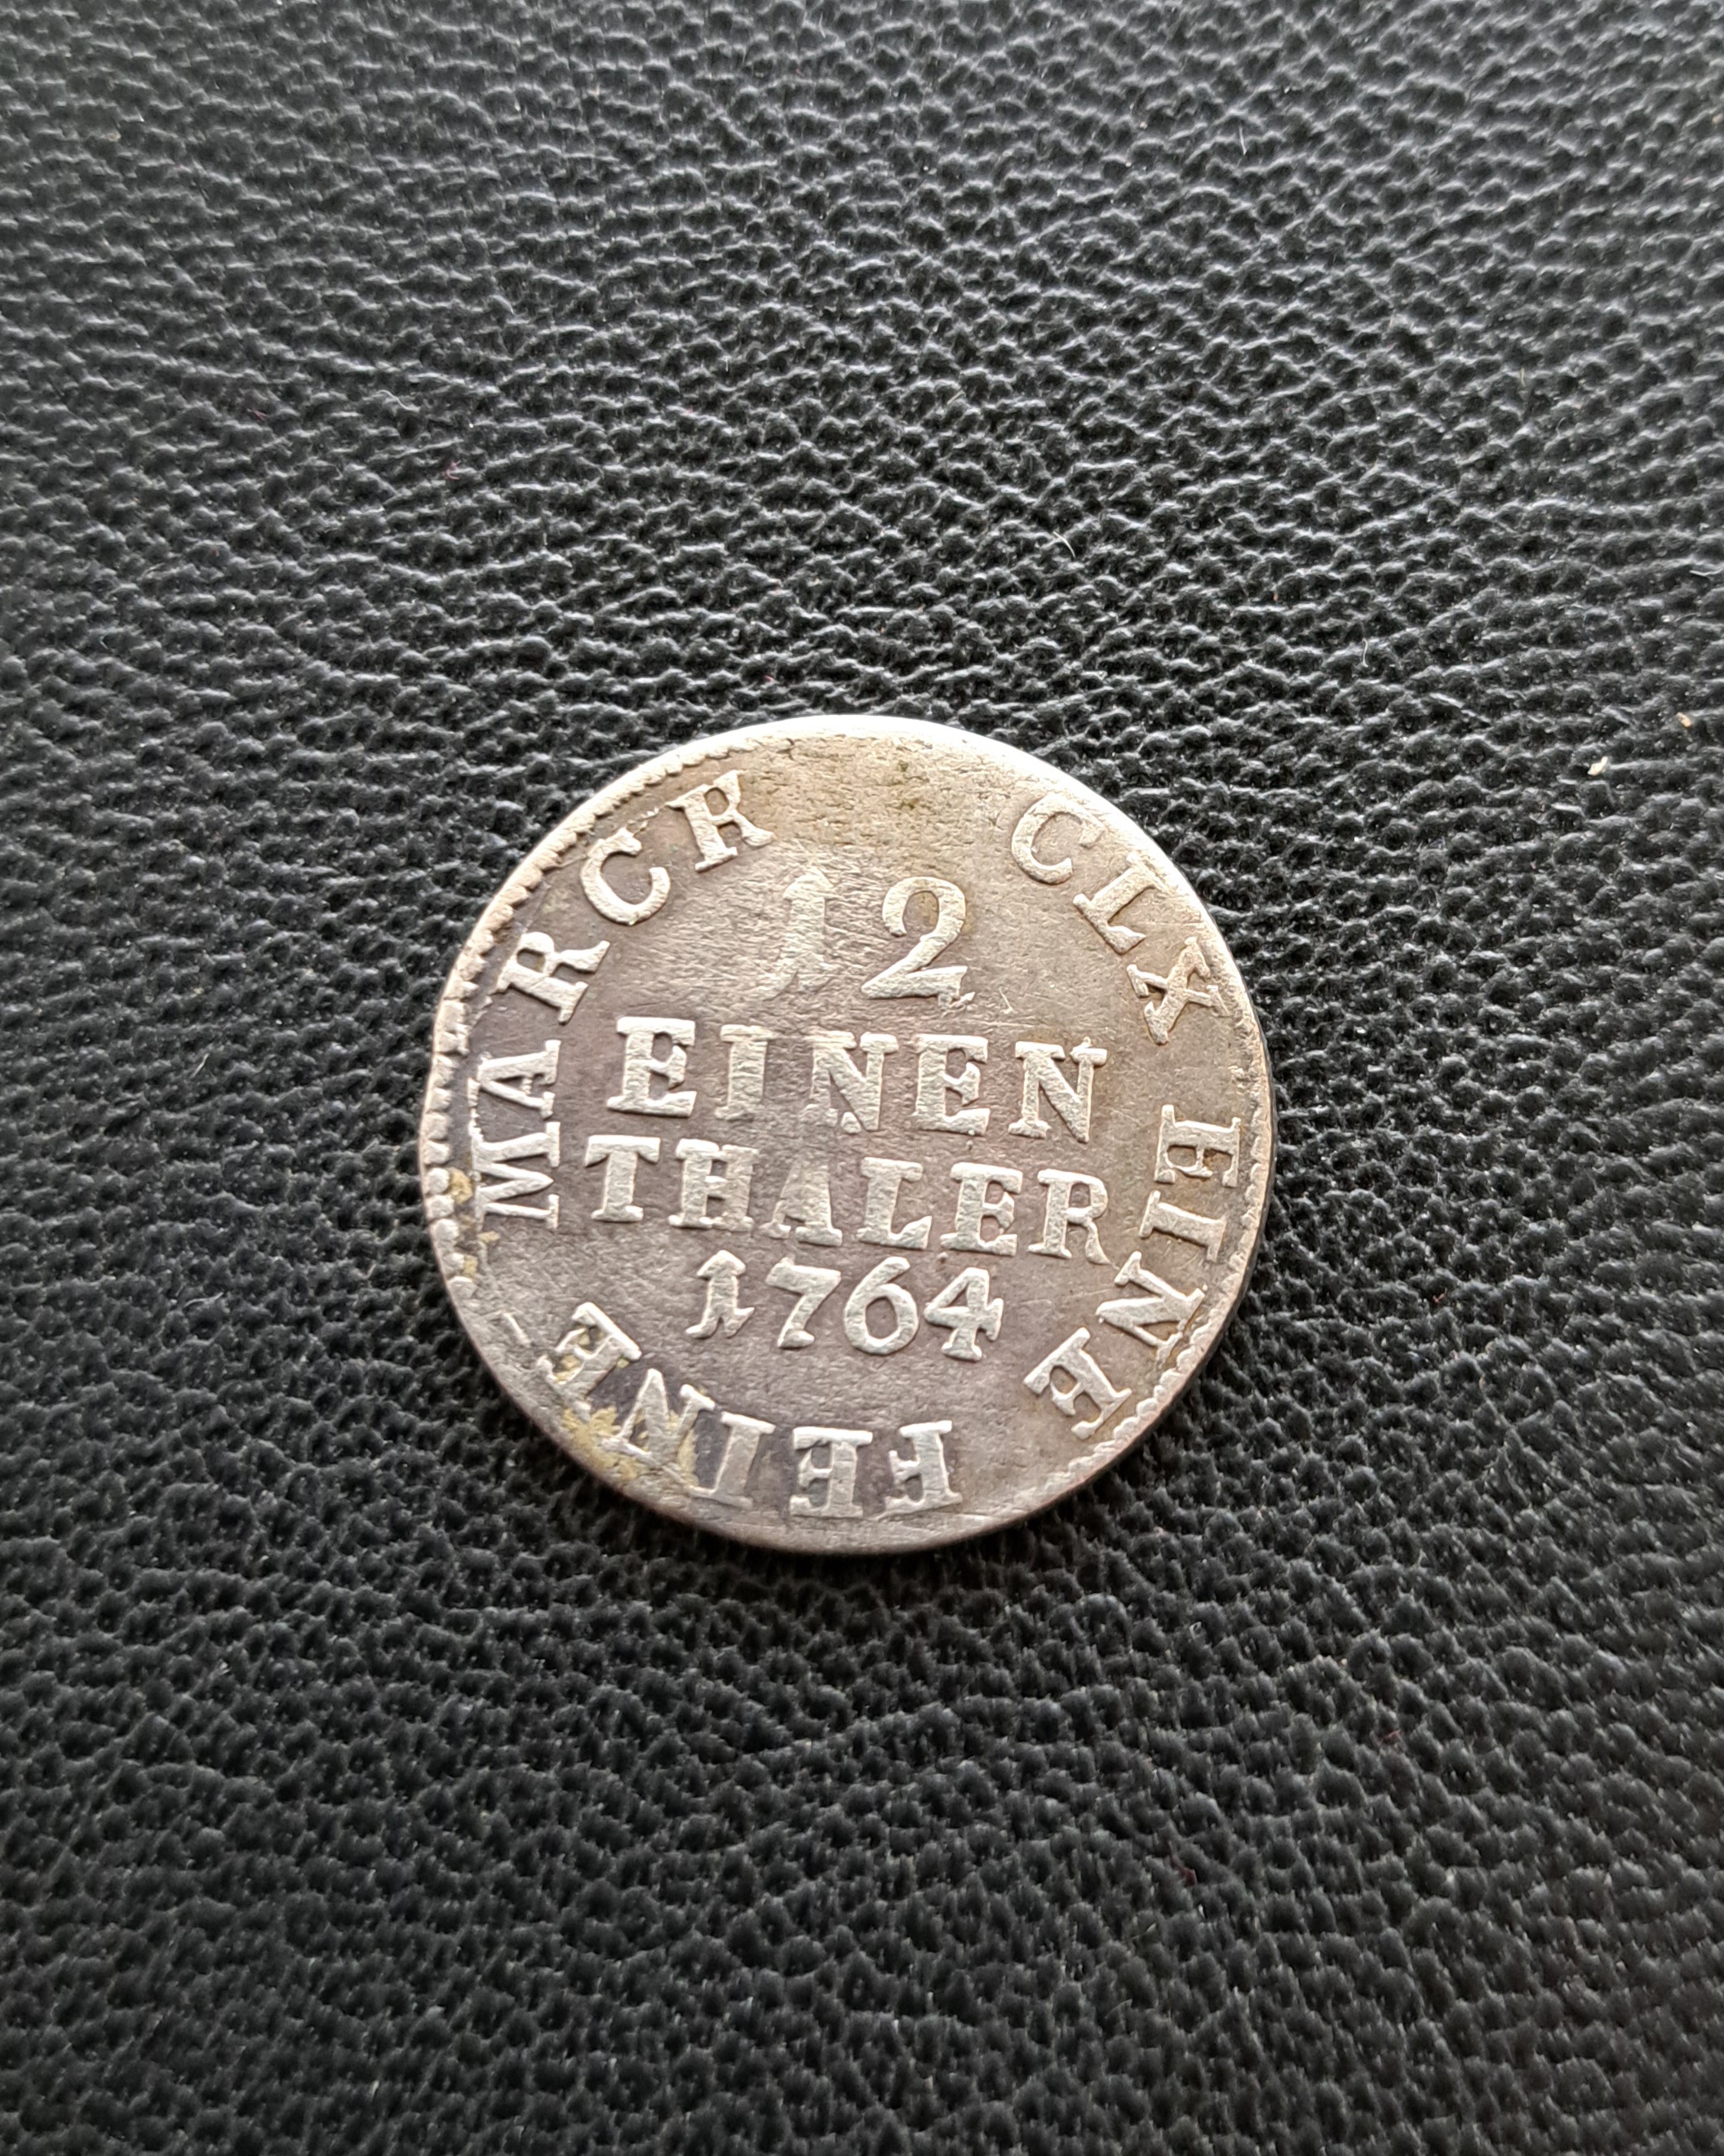 12
EINEN
THALER
1764
CLX EINE FEINE MARCK